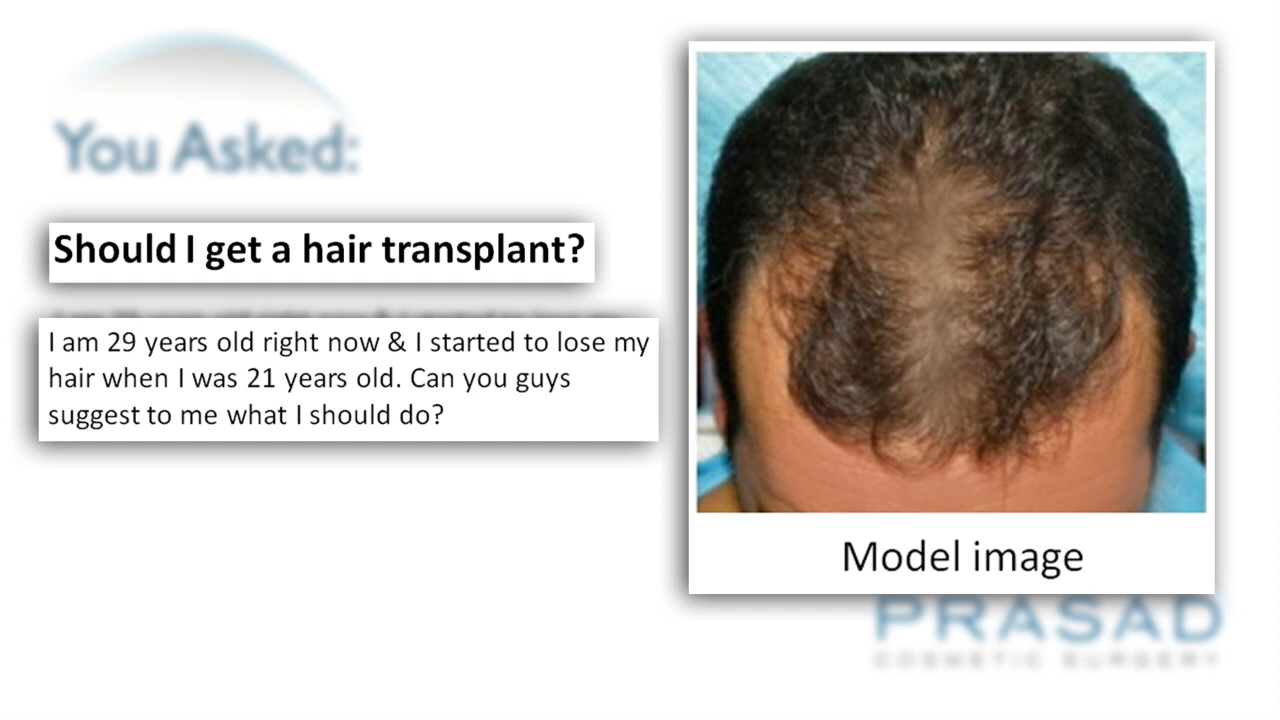 You Asked:
Should I get a hair transplant?
I am 29 years old right now & I started to lose my
hair when I was 21 years old. Can you guys
suggest to me what I should do?
Model image
PRASAD
COSMETIC SURGERY